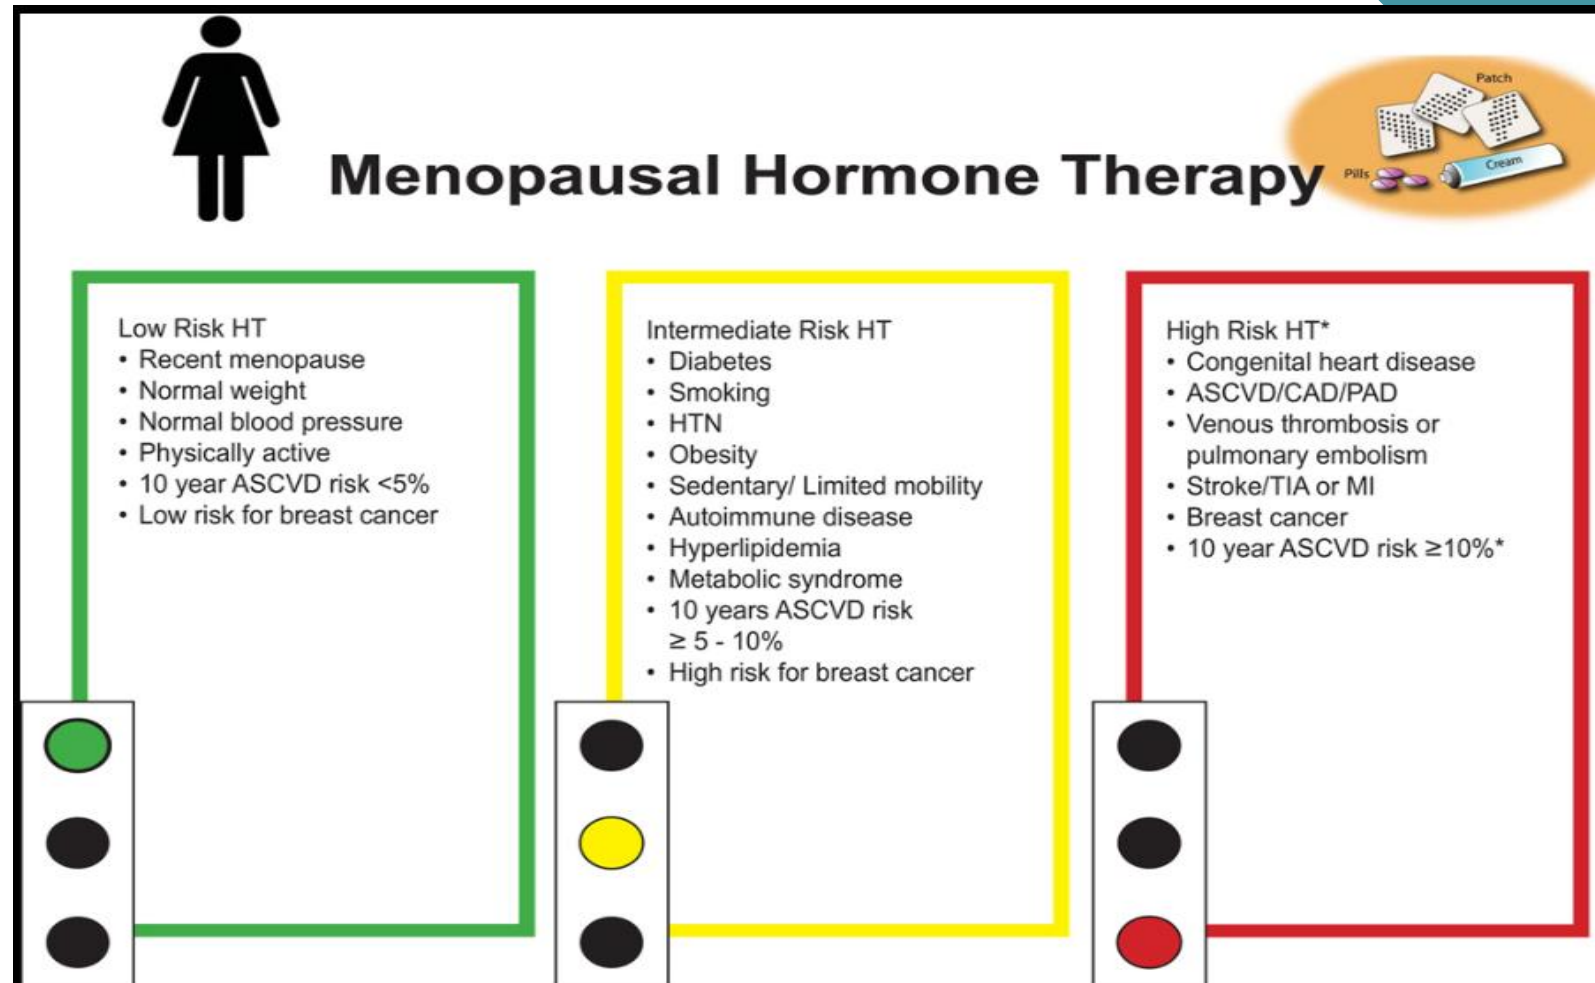 Patch
Pills
Cream
Menopausal Hormone Therapy
Low Risk HT
• Recent menopause
• Normal weight
• Normal blood pressure
• Physically active
• 10 year ASCVD risk <5%
• Low risk for breast cancer
Intermediate Risk HT
• Diabetes
• Smoking
• HTN
• Obesity
• Sedentary/ Limited mobility
• Autoimmune disease
• Hyperlipidemia
• Metabolic syndrome
• 10 years ASCVD risk
≥ 5 - 10%
• High risk for breast cancer
High Risk HT*
• Congenital heart disease
• ASCVD/CAD/PAD
• Venous thrombosis or
pulmonary embolism
• Stroke/TIA or MI
• Breast cancer
• 10 year ASCVD risk ≥10%*